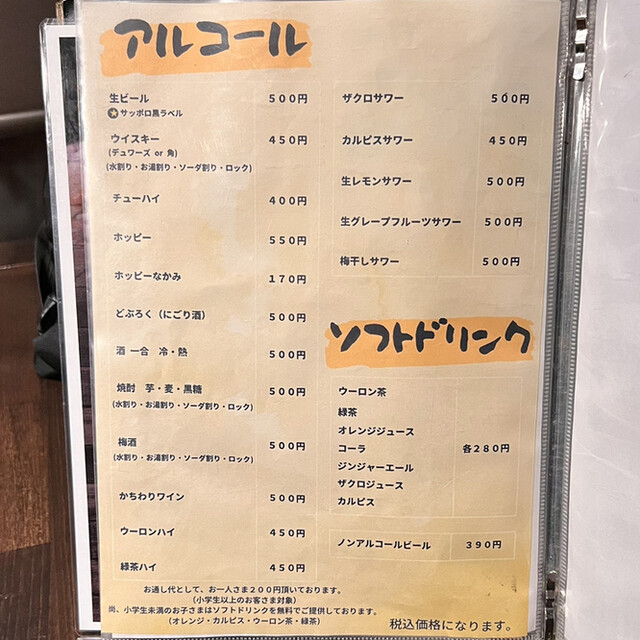 アルコール
生ビール 500円
★サッポロ黒ラベル
ウイスキー 450円
(デュワーズ or 角)
(水割り・お湯割り・ソーダ割り・ロック)
チューハイ 400円
ホッピー 550円
ホッピーなかみ 170円
どぶろく(にごり酒) 500円
酒 一合 冷・熱 500円
焼酎 芋・麦・黒糖 500円
(水割り・お湯割り・ソーダ割り・ロック)
梅酒 500円
(水割り・お湯割り・ソーダ割り・ロック)
かちわりワイン 500円
ウーロンハイ 450円
緑茶ハイ 450円
ザクロサワー 500円
カルピスサワー 450円
生レモンサワー 500円
生グレープフルーツサワー 500円
梅干しサワー 500円
ソフトドリンク
ウーロン茶
緑茶
オレンジジュース
コーラ 各280円
ジンジャーエール
ザクロジュース
カルピス
ノンアルコールビール 390円
お通し代として、お一人さま200円頂いております。
(小学生以上のお客さま対象)
尚、小学生未満のお子さまはソフトドリンクを無料でご提供しております。
(オレンジ・カルピス・ウーロン茶・緑茶)
税込価格になります。